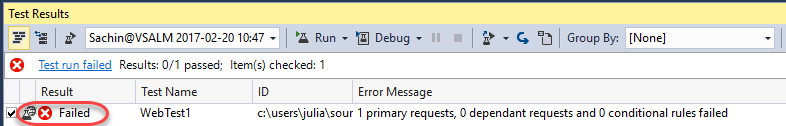 Test Results
Sachin@VSALM 2017-02-20 10:47 Run Debug Group By: [None]
Test run failed Results: 0/1 passed; Item(s) checked: 1
Result Test Name ID Error Message
Failed WebTest1 c:\users\julia\sour 1 primary requests, 0 dependant requests and 0 conditional rules failed